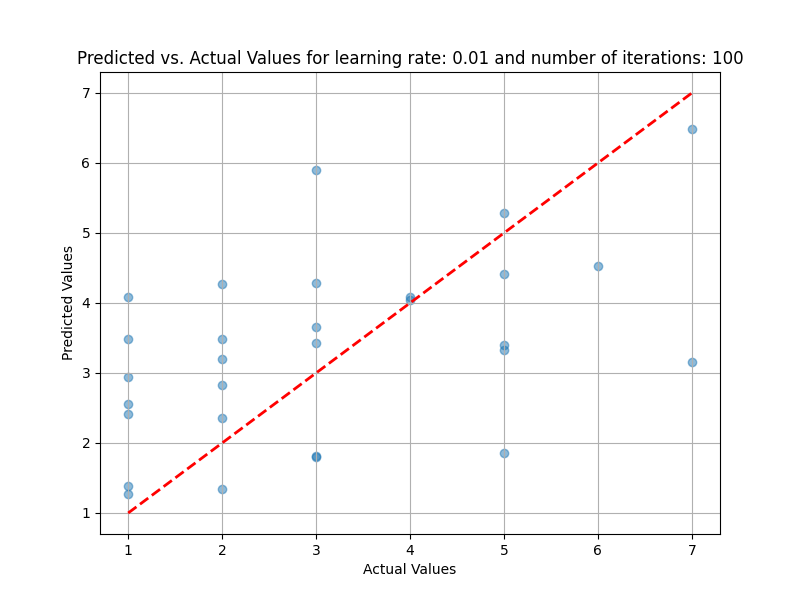 Predicted vs. Actual Values for learning rate: 0.01 and number of iterations: 100
7
6
5
4
3
2
1
Predicted Values
1 2 3 4 5 6 7
Actual Values